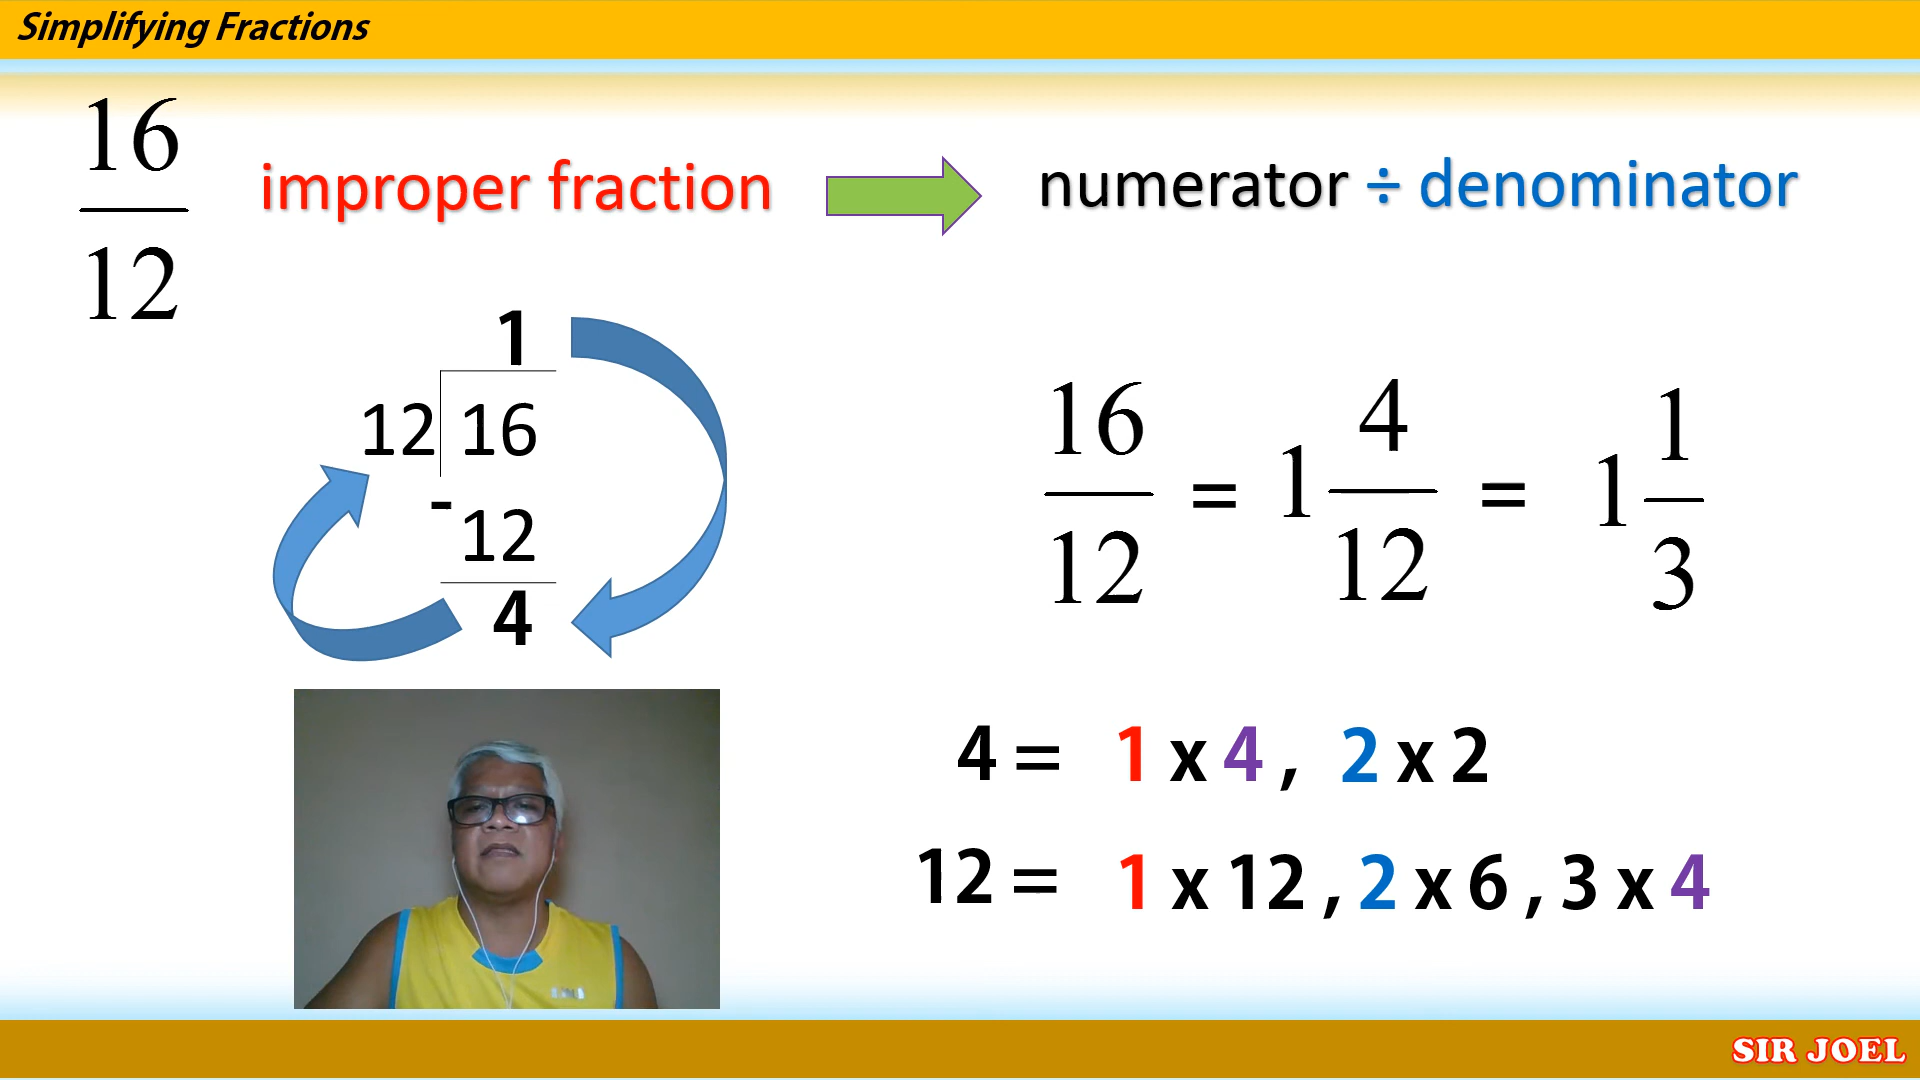 Simplifying Fractions
16
12
improper fraction
numerator ÷ denominator
1
12 16
- 12
4
16/12 = 1 4/12 = 1 1/3
4 = 1 x 4 , 2 x 2
12 = 1 x 12 , 2 x 6 , 3 x 4
SIR JOEL